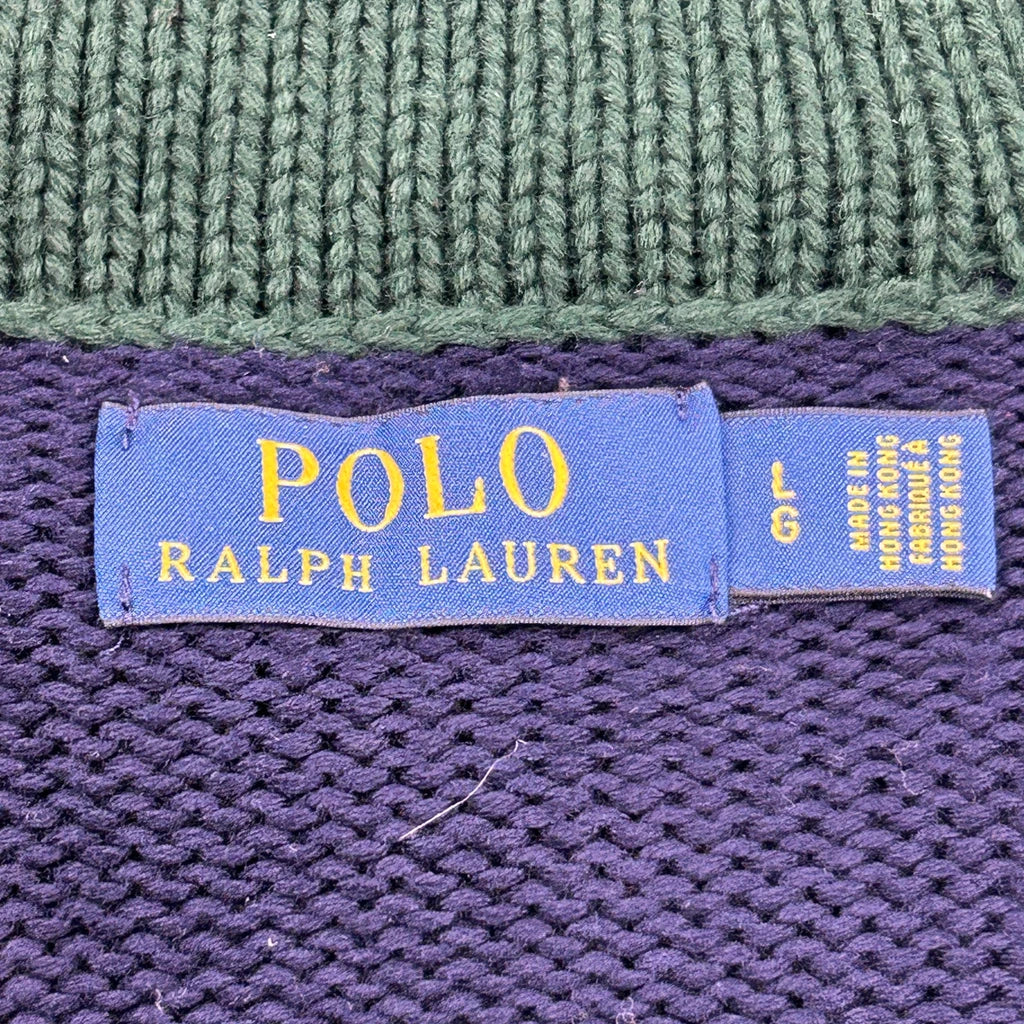 POLO
RALPH LAUREN
L
G
MADE IN
HONG KONG
FABRIQUÉ À
HONG KONG